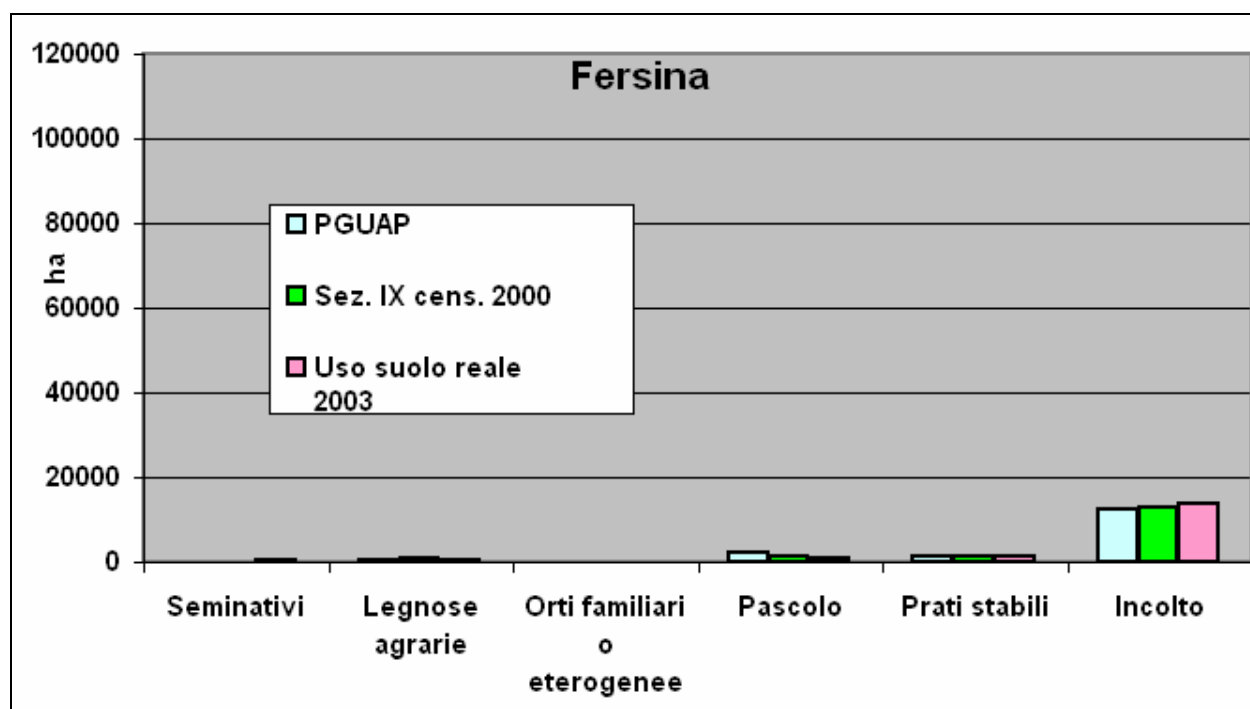 Fersina
120000
100000
80000
60000
40000
20000
0
ha
PGUAP
Sez. IX cens. 2000
Uso suolo reale
2003
Seminativi
Legnose
agrarie
Orti familiari
o
eterogenee
Pascolo
Prati stabili
Incolto